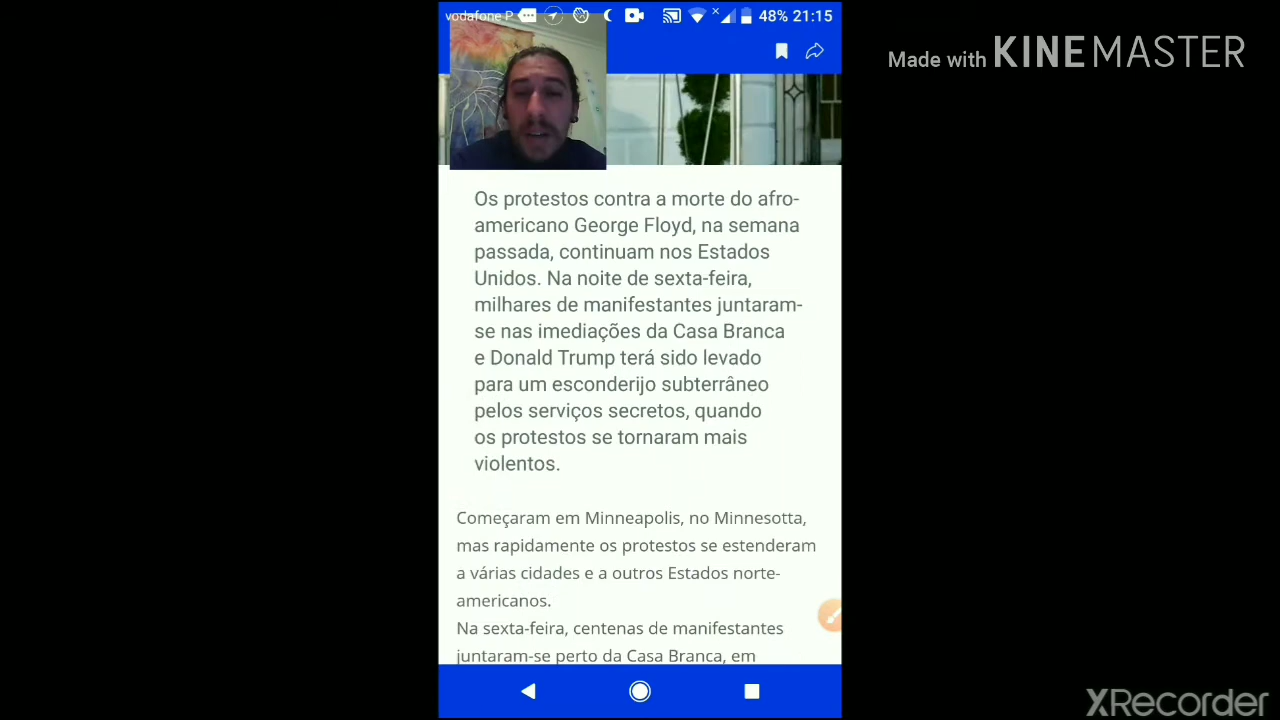 vodafone P
48% 21:15
Made with KINEMASTER
Os protestos contra a morte do afro-
americano George Floyd, na semana
passada, continuam nos Estados
Unidos. Na noite de sexta-feira,
milhares de manifestantes juntaram-
se nas imediações da Casa Branca
e Donald Trump terá sido levado
para um esconderijo subterrâneo
pelos serviços secretos, quando
os protestos se tornaram mais
violentos.
Começaram em Minneapolis, no Minnesotta,
mas rapidamente os protestos se estenderam
a várias cidades e a outros Estados norte-
americanos.
Na sexta-feira, centenas de manifestantes
juntaram-se perto da Casa Branca, em
XRecorder